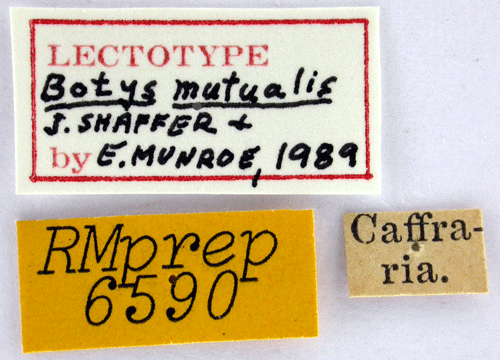 LECTOTYPE
Botys mutualis
J. SHAFFER +
by E. MUNROE, 1989
RMprep
6590
Caffra-
ria.